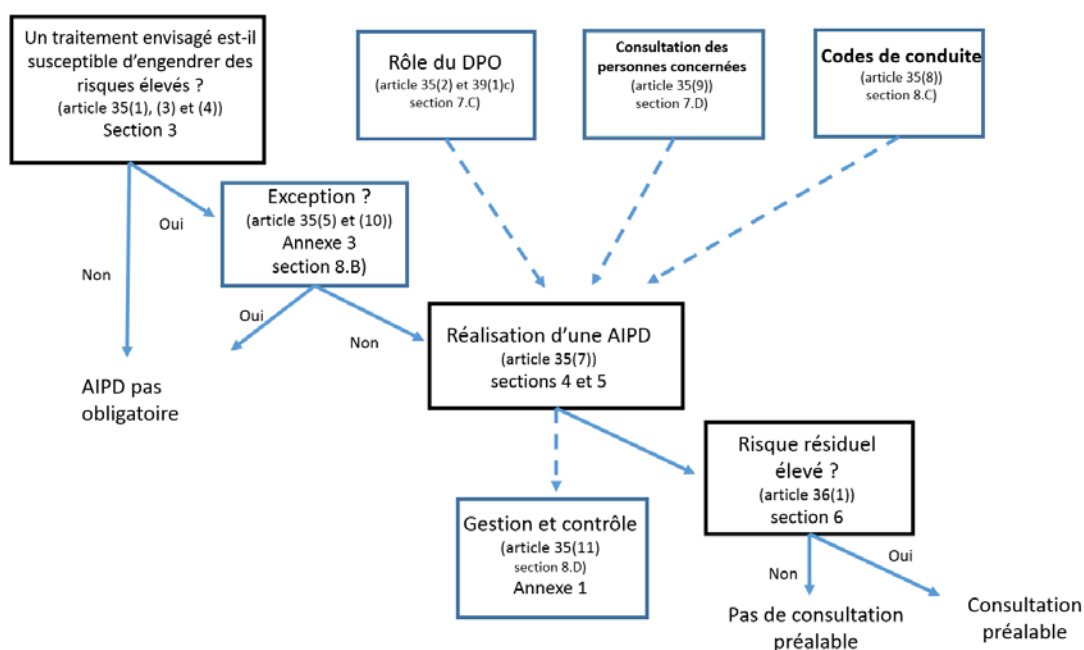 Un traitement envisagé est-il
susceptible d'engendrer des
risques élevés ?
(article 35(1), (3) et (4))
Section 3
Rôle du DPO
(article 35(2) et 39(1)c)
section 7.C)
Consultation des
personnes concernées
(article 35(9))
section 7.D)
Codes de conduite
(article 35(8))
section 8.C)
Oui
Non
Exception ?
(article 35(5) et (10))
Annexe 3
section 8.B)
Oui
Non
AIPD pas
obligatoire
Réalisation d'une AIPD
(article 35(7))
sections 4 et 5
Risque résiduel
élevé ?
(article 36(1))
section 6
Gestion et contrôle
(article 35(11)
section 8.D)
Annexe 1
Non
Oui
Pas de consultation
préalable
Consultation
préalable